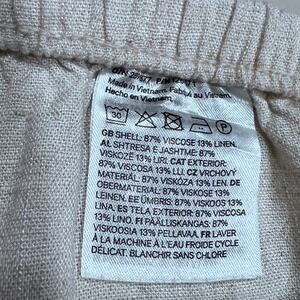 Made in Vietnam. Fabriqué au Vietnam.
Hecho en Vietnam.
30
GB SHELL: 87% VISCOSE 13% LINEN.
AL SHTRESA E JASHTME: 87%
VISKOZË 13% LIRI. CAT EXTERIOR:
87% VISCOSA 13% LLI. CZ VRCHOVÝ
MATERIÁL: 87% VISKÓZA 13% LEN. DE
OBERMATERIAL: 87% VISKOSE 13%
LEINEN. EE ÜMBRIS: 87% VISKOOS 13%
LINA. ES TELA EXTERIOR: 87% VISCOSA
13% LINO. FI PÄÄLLISKANGAS: 87%
VISKOOSIA 13% PELLAVAA. FR LAVER
À LA MACHINE À L'EAU FROIDE CYCLE
DÉLICAT, BLANCHIR SANS CHLORE